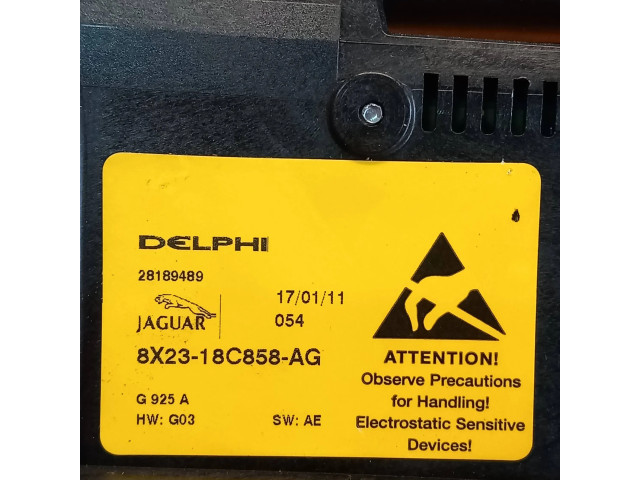 DELPHI
28189489
17/01/11
JAGUAR
054
8X23-18C858-AG
G 925 A
HW: G03 SW: AE
ATTENTION!
Observe Precautions
for Handling!
Electrostatic Sensitive
Devices!